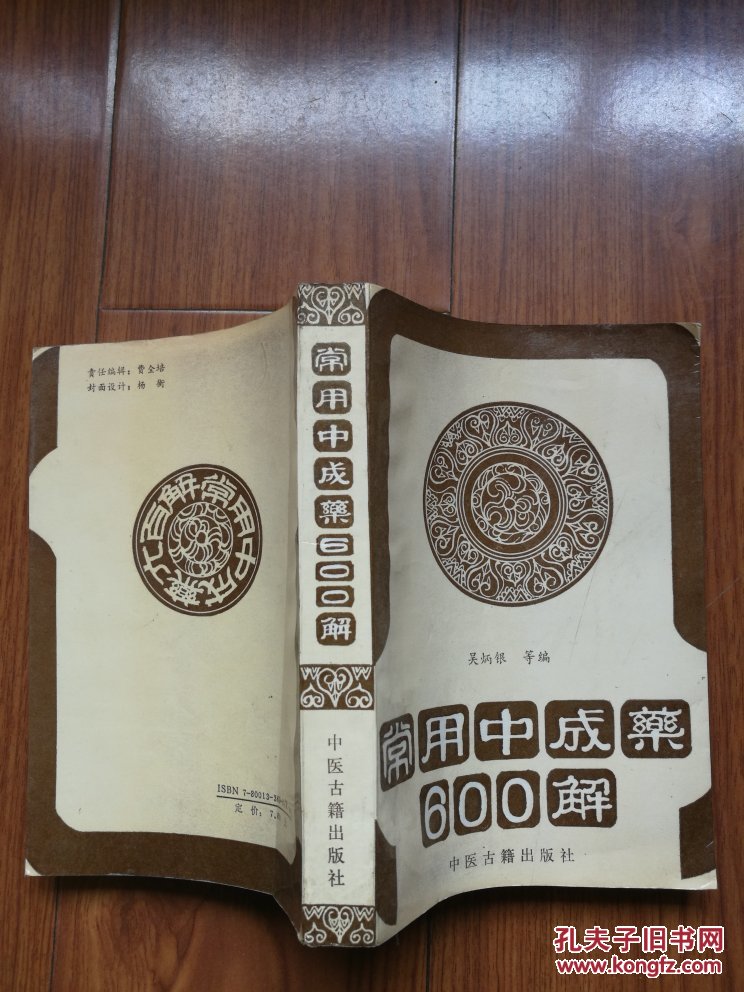 责任编辑：费全培
封面设计：杨 衡
常用中成藥六百解
ISBN 7-80013-
定价：7.
常用中成藥600解
中医古籍出版社
吴炳银 等编
常用中成藥
600解
中医古籍出版社
孔夫子旧书网
www.kongfz.com